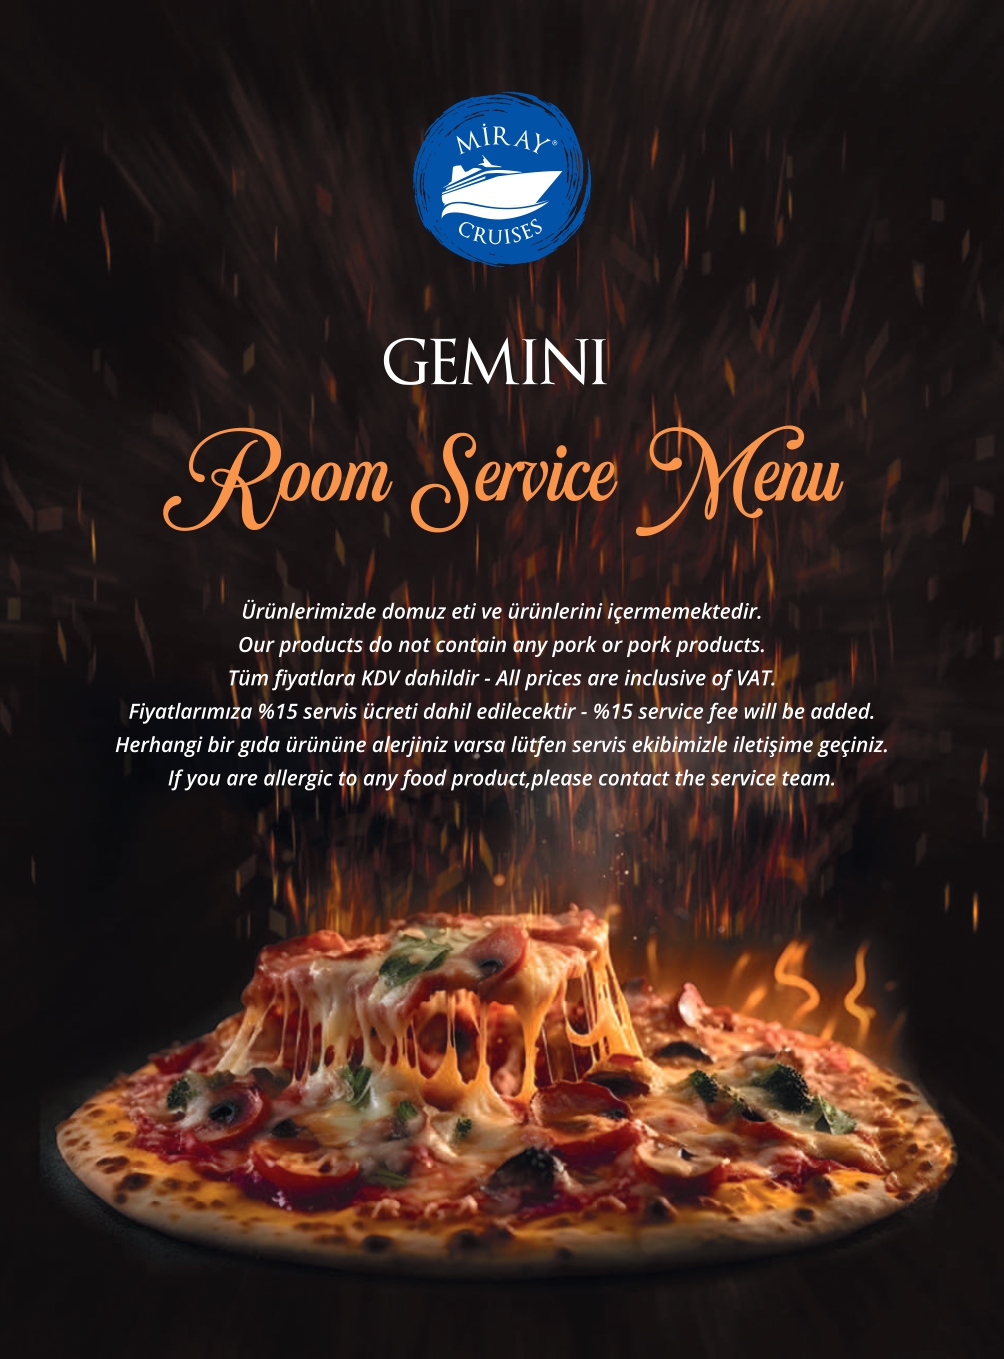 MİRAY®
CRUISES
GEMINI
Room Service Menu
Ürünlerimizde domuz eti ve ürünlerini içermemektedir.
Our products do not contain any pork or pork products.
Tüm fiyatlara KDV dahildir - All prices are inclusive of VAT.
Fiyatlarımıza %15 servis ücreti dahil edilecektir - %15 service fee will be added.
Herhangi bir gıda ürününe alerjiniz varsa lütfen servis ekibimizle iletişime geçiniz.
If you are allergic to any food product,please contact the service team.